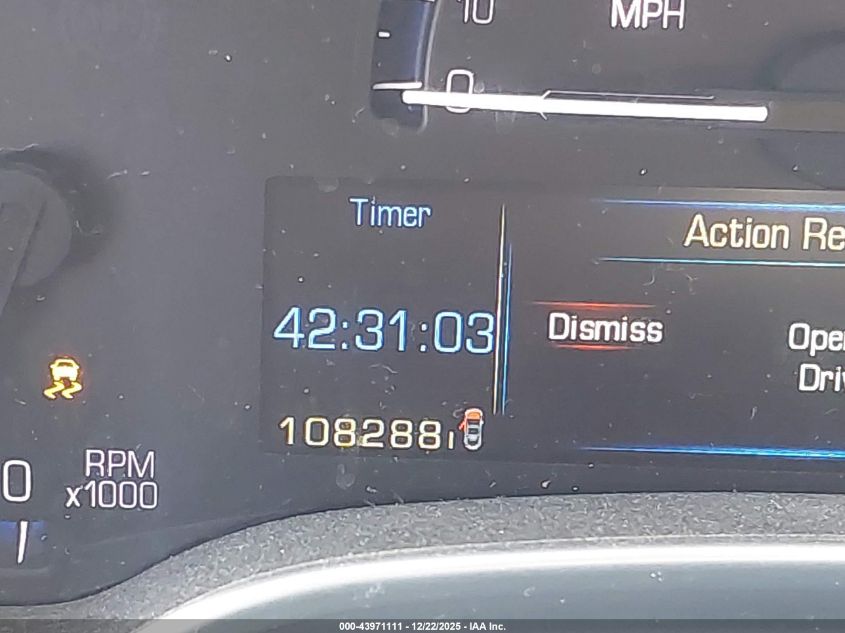 10
MPH
0
Timer
Action Re
42:31:03
Dismiss
Ope
Dri
108288
0
RPM
x1000
000-43971111 - 12/22/2025 - IAA Inc.